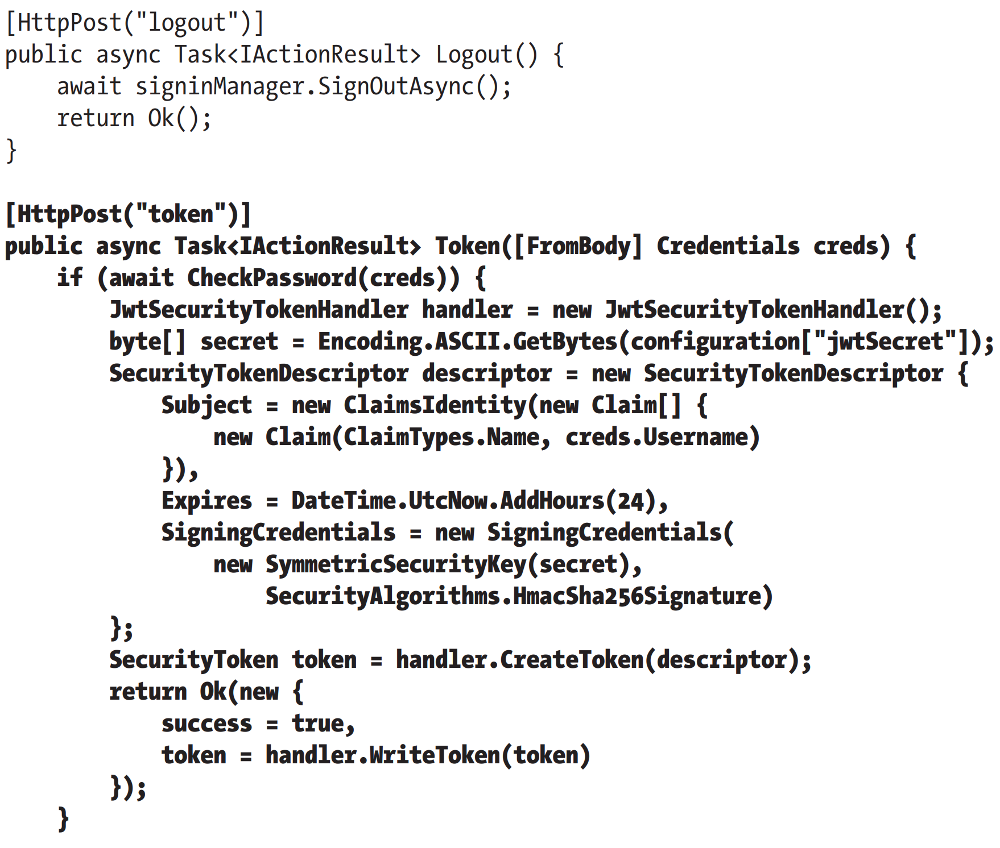 [HttpPost("logout")]
public async Task<IActionResult> Logout() {
    await signinManager.SignOutAsync();
    return Ok();
}

[HttpPost("token")]
public async Task<IActionResult> Token([FromBody] Credentials creds) {
    if (await CheckPassword(creds)) {
        JwtSecurityTokenHandler handler = new JwtSecurityTokenHandler();
        byte[] secret = Encoding.ASCII.GetBytes(configuration["jwtSecret"]);
        SecurityTokenDescriptor descriptor = new SecurityTokenDescriptor {
            Subject = new ClaimsIdentity(new Claim[] {
                new Claim(ClaimTypes.Name, creds.Username)
            }),
            Expires = DateTime.UtcNow.AddHours(24),
            SigningCredentials = new SigningCredentials(
                new SymmetricSecurityKey(secret),
                    SecurityAlgorithms.HmacSha256Signature)
        };
        SecurityToken token = handler.CreateToken(descriptor);
        return Ok(new {
            success = true,
            token = handler.WriteToken(token)
        });
    }